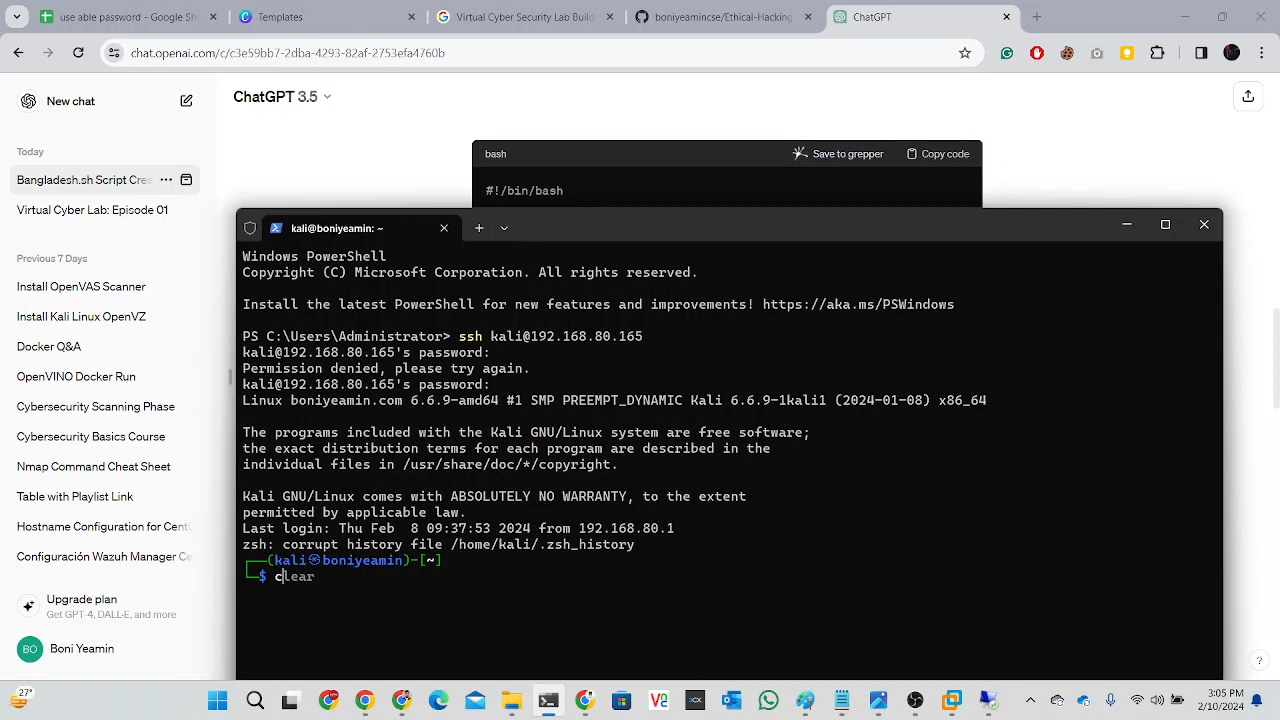 use able password - Google Sh
Templates
Virtual Cyber Security Lab Build
boniyeamincse/Ethical-Hacking
ChatGPT
chat.openai.com/c/c3e59bb7-2dba-4293-82af-2753efa4760b
New chat
ChatGPT 3.5
Today
Bangladesh.sh Script Crea
Virtual Cyber Lab: Episode 01
Previous 7 Days
Install OpenVAS Scanner
Install Kali Linux OpenVZ
Docker Q&A
OpenVINO Docker Run
Cybersecurity Scanning Phase
Cybersecurity Basics Course
Nmap Command Cheat Sheet
Table with Playlist Link
Hostname Configuration for Cent
Configuración Wazuh Manager Ce
Upgrade plan
Get GPT-4, DALL·E, and more
BO
Boni Yeamin
bash
Save to grepper
Copy code
#!/bin/bash
kali@boniyeamin: ~
Windows PowerShell
Copyright (C) Microsoft Corporation. All rights reserved.
Install the latest PowerShell for new features and improvements! https://aka.ms/PSWindows
PS C:\Users\Administrator> ssh kali@192.168.80.165
kali@192.168.80.165's password:
Permission denied, please try again.
kali@192.168.80.165's password:
Linux boniyeamin.com 6.6.9-amd64 #1 SMP PREEMPT_DYNAMIC Kali 6.6.9-1kali1 (2024-01-08) x86_64
The programs included with the Kali GNU/Linux system are free software;
the exact distribution terms for each program are described in the
individual files in /usr/share/doc/*/copyright.
Kali GNU/Linux comes with ABSOLUTELY NO WARRANTY, to the extent
permitted by applicable law.
Last login: Thu Feb  8 09:37:53 2024 from 192.168.80.1
zsh: corrupt history file /home/kali/.zsh_history
┌──(kali㉿boniyeamin)-[~]
└─$ clear
?
27°
3:05 PM
2/10/2024